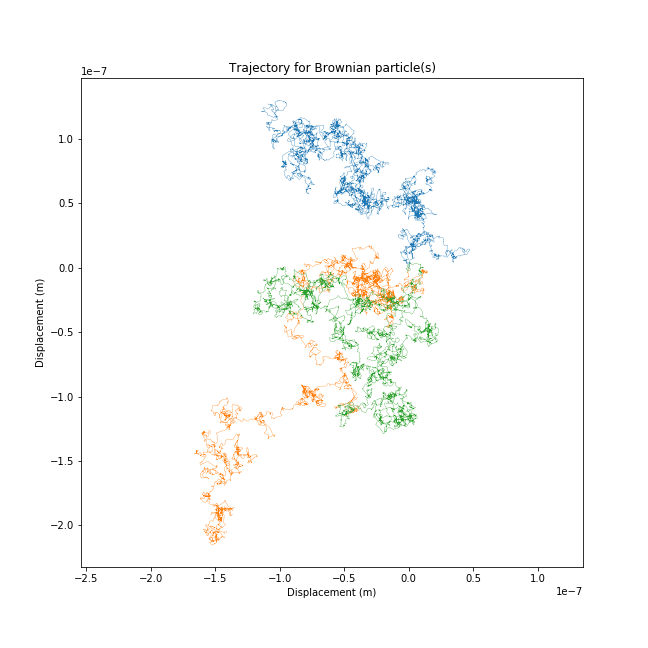 Trajectory for Brownian particle(s)
1e−7
1.0
0.5
0.0
−0.5
−1.0
−1.5
−2.0
Displacement (m)
−2.5 −2.0 −1.5 −1.0 −0.5 0.0 0.5 1.0
Displacement (m)
1e−7